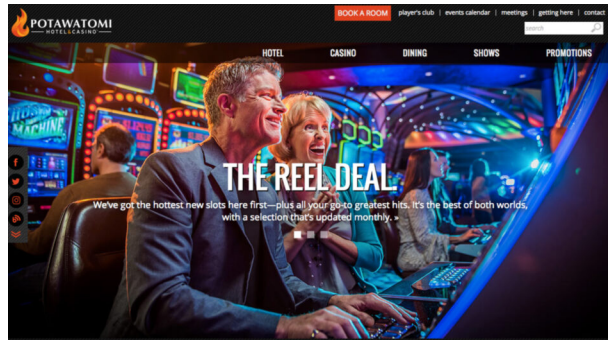 POTAWATOMI
HOTEL & CASINO
BOOK A ROOM player's club | events calendar | meetings | getting here | contact
search
HOTEL CASINO DINING SHOWS PROMOTIONS
MACHINE
THE REEL DEAL.
We've got the hottest new slots here first—plus all your go-to greatest hits. It's the best of both worlds,
with a selection that's updated monthly. »